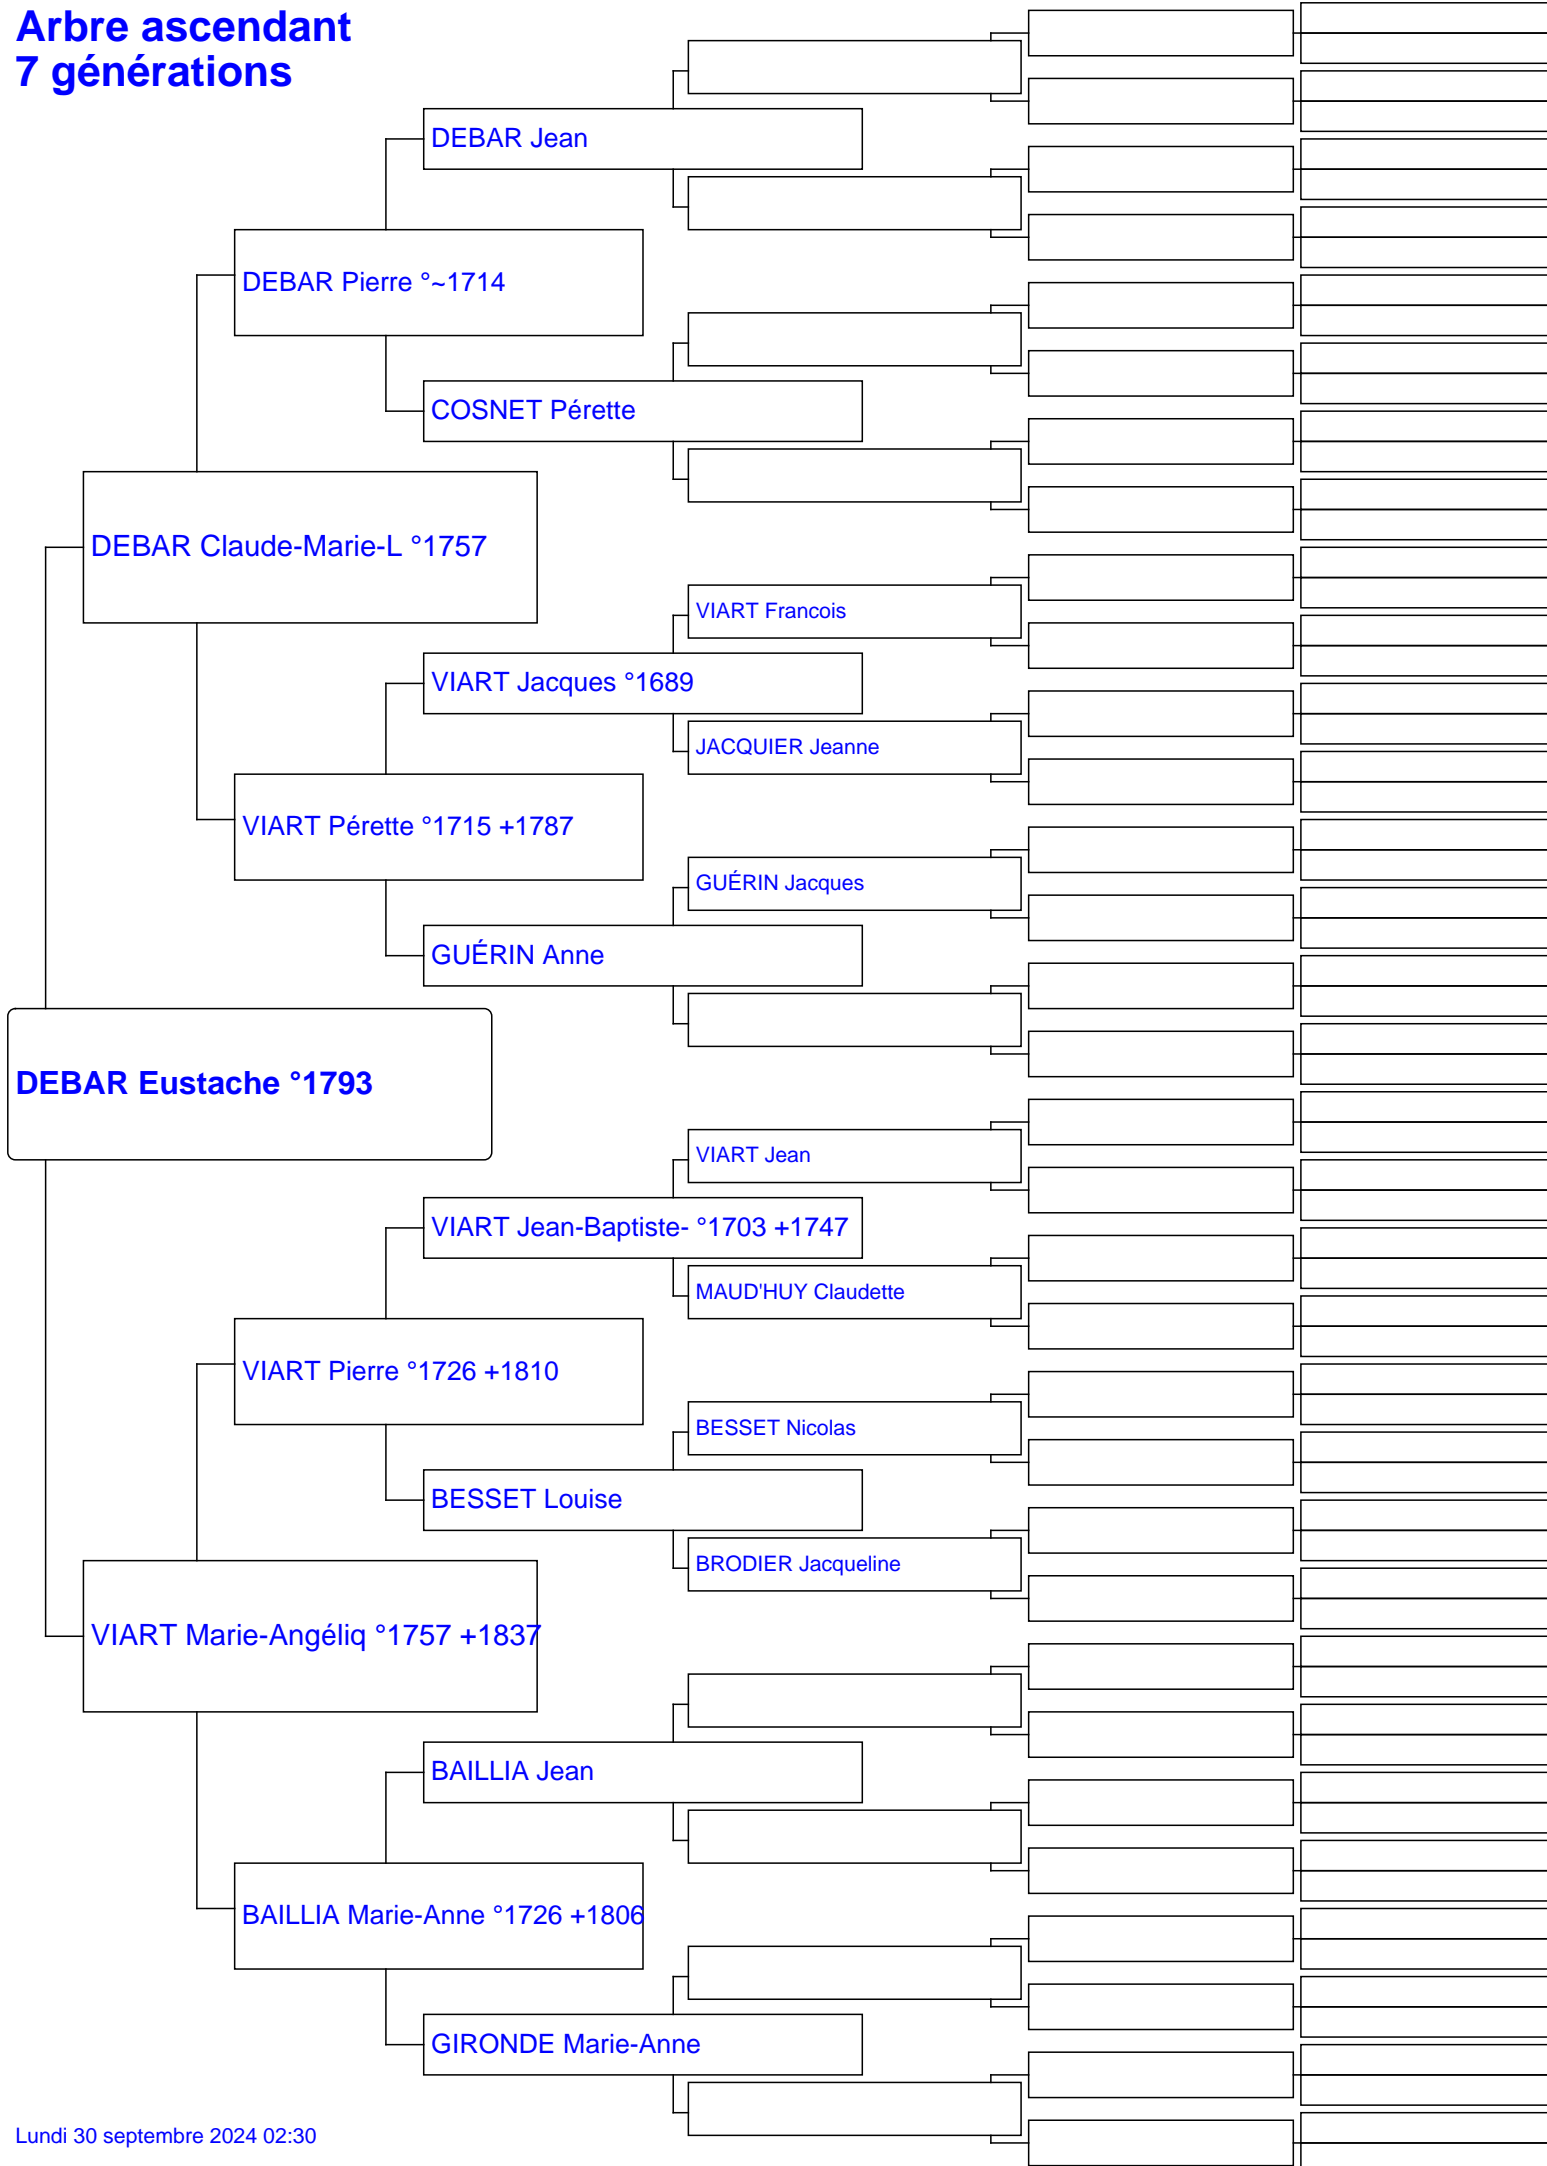 Arbre ascendant
7 générations
DEBAR Jean
DEBAR Pierre °~1714
COSNET Pérette
DEBAR Claude-Marie-L °1757
VIART Francois
VIART Jacques °1689
JACQUIER Jeanne
VIART Pérette °1715 +1787
GUÉRIN Jacques
GUÉRIN Anne
DEBAR Eustache °1793
VIART Jean
VIART Jean-Baptiste- °1703 +1747
MAUD'HUY Claudette
VIART Pierre °1726 +1810
BESSET Nicolas
BESSET Louise
BRODIER Jacqueline
VIART Marie-Angéliq °1757 +1837
BAILLIA Jean
BAILLIA Marie-Anne °1726 +1806
GIRONDE Marie-Anne
Lundi 30 septembre 2024 02:30